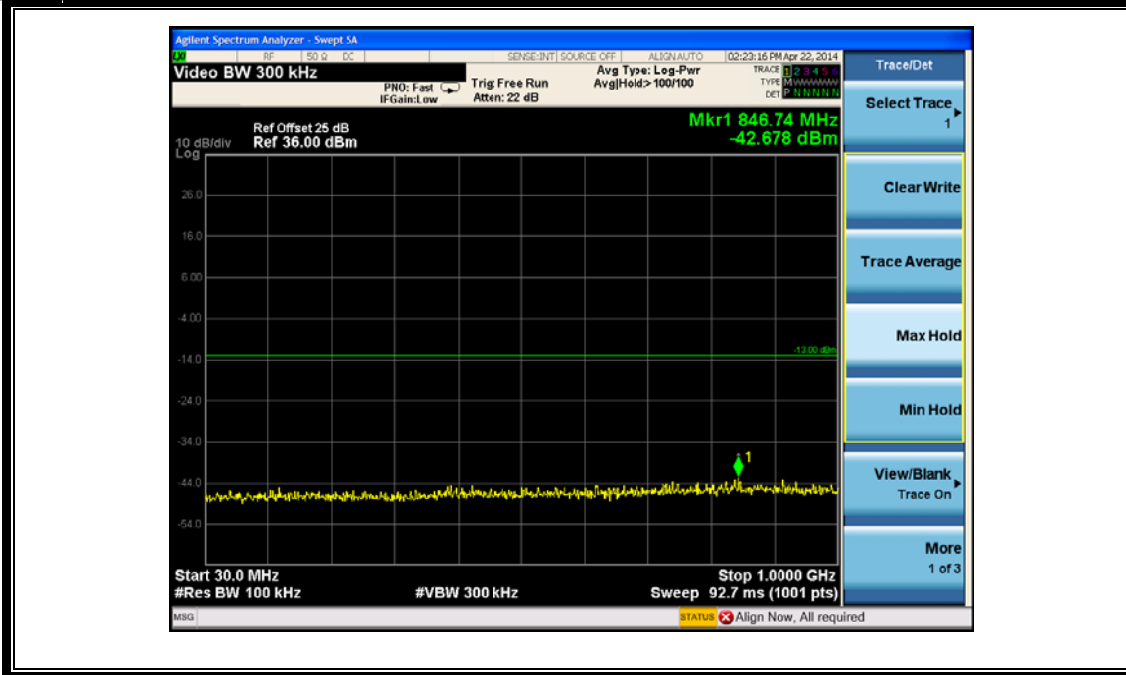 Agilent Spectrum Analyzer - Swept SA
RF 50 Ω DC SENSE:INT SOURCE OFF ALIGN AUTO 02:23:16 PM Apr 22, 2014
Video BW 300 kHz
PNO: Fast
IFGain:Low
Trig Free Run
Atten: 22 dB
Avg Type: Log-Pwr
Avg|Hold:> 100/100
TRACE 1 2 3 4 5 6
TYPE MWWWWW
DET P N N N N N
Mkr1 846.74 MHz
-42.678 dBm
Ref Offset 25 dB
Ref 36.00 dBm
10 dB/div
Log
26.0
16.0
6.00
-4.00
-13.00 dBm
-14.0
-24.0
-34.0
1
-44.0
-54.0
Start 30.0 MHz
Stop 1.0000 GHz
#Res BW 100 kHz
#VBW 300 kHz
Sweep 92.7 ms (1001 pts)
MSG
STATUS
Align Now, All required
Trace/Det
Select Trace
1
Clear Write
Trace Average
Max Hold
Min Hold
View/Blank
Trace On
More
1 of 3